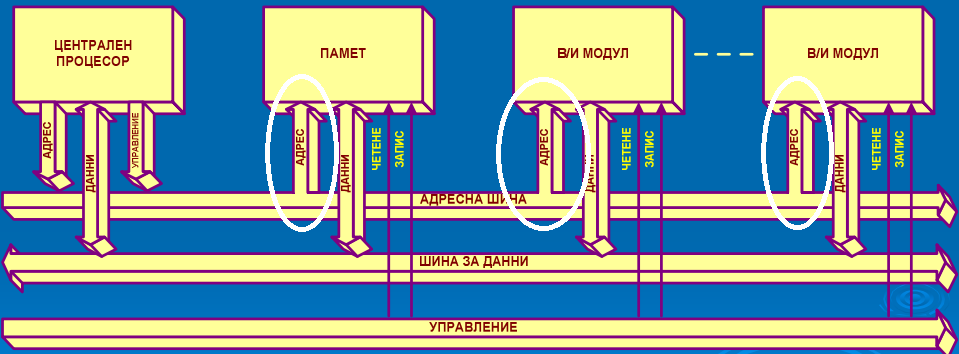 ЦЕНТРАЛЕН
ПРОЦЕСОР
ПАМЕТ
В/И МОДУЛ
В/И МОДУЛ
АДРЕС
ДАННИ
УПРАВЛЕНИЕ
АДРЕС
ДАННИ
ЧЕТЕНЕ
ЗАПИС
АДРЕС
ДАННИ
ЧЕТЕНЕ
ЗАПИС
АДРЕС
ДАННИ
ЧЕТЕНЕ
ЗАПИС
АДРЕСНА ШИНА
ШИНА ЗА ДАННИ
УПРАВЛЕНИЕ